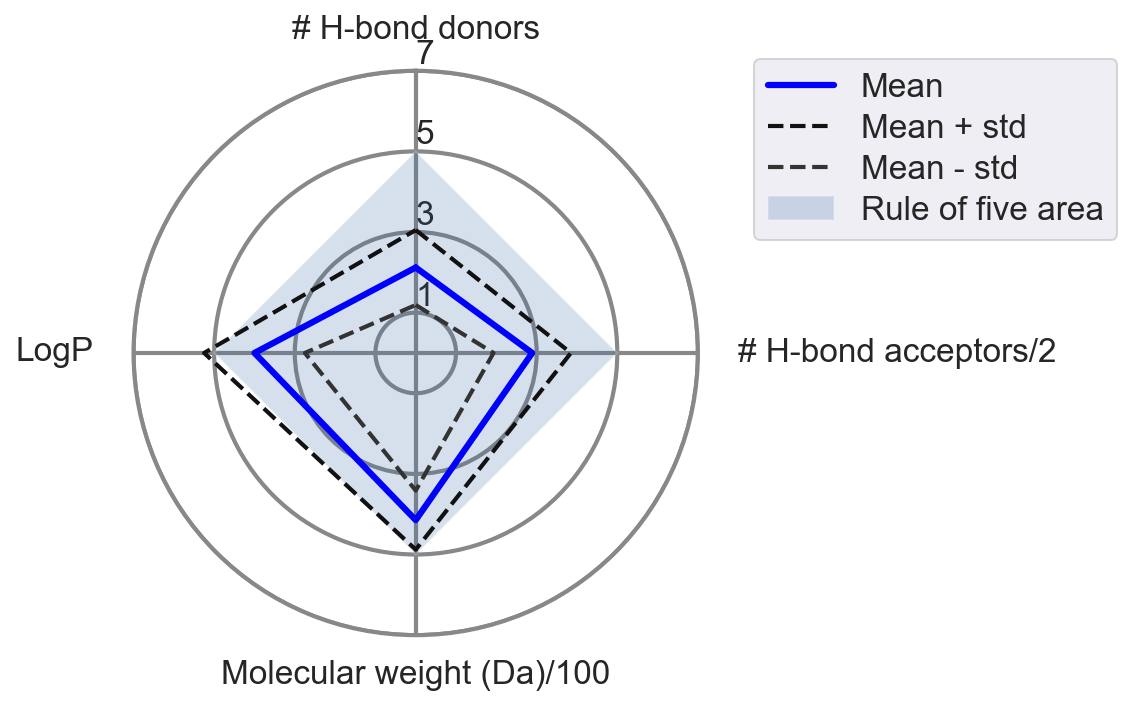 # H-bond donors
7
5
3
1
LogP
# H-bond acceptors/2
Molecular weight (Da)/100
Mean
Mean + std
Mean - std
Rule of five area